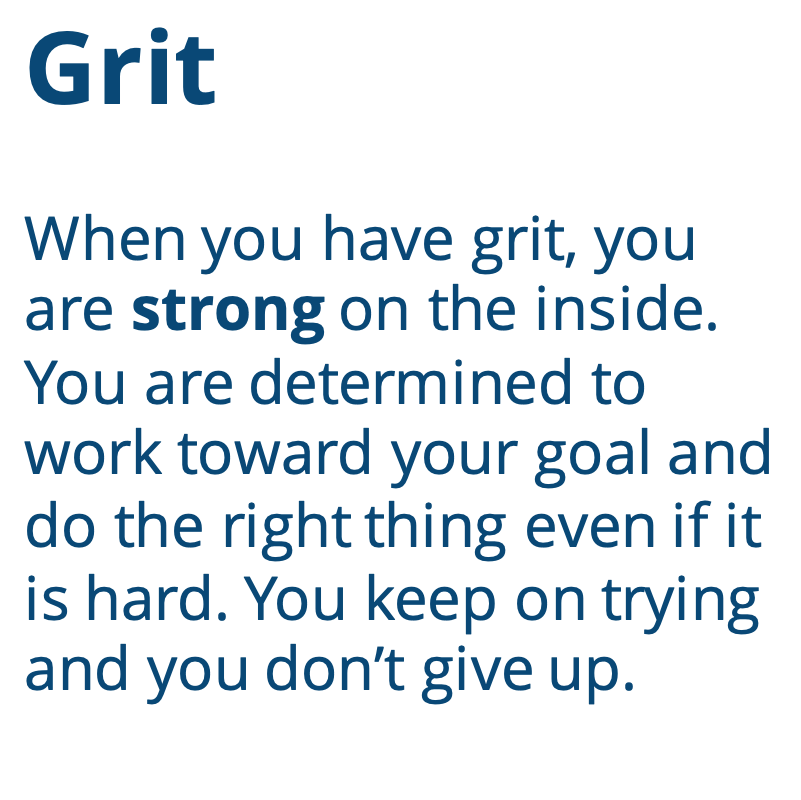 Grit
When you have grit, you
are strong on the inside.
You are determined to
work toward your goal and
do the right thing even if it
is hard. You keep on trying
and you don’t give up.